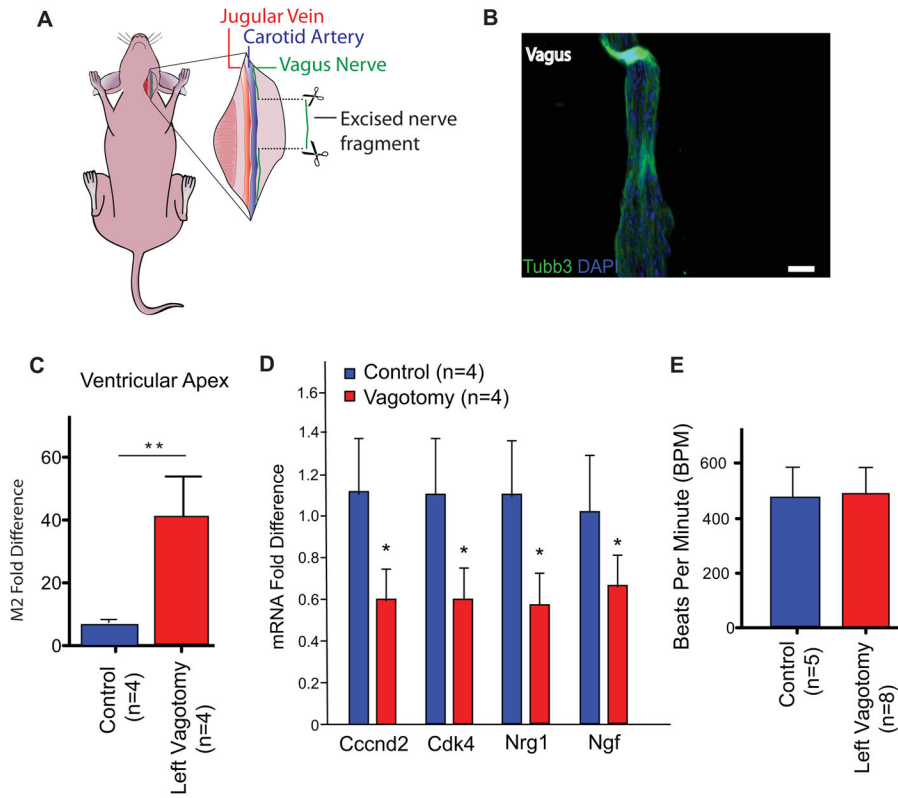 A
Jugular Vein
Carotid Artery
Vagus Nerve
Excised nerve
fragment
B
Vagus
Tubb3 DAPI
C
Ventricular Apex
M2 Fold Difference
60
40
20
0
**
Control
(n=4)
Left Vagotomy
(n=4)
D
Control (n=4)
Vagotomy (n=4)
mRNA Fold Difference
1.6
1.4
1.2
1.0
0.8
0.6
0.4
0.2
0
*
*
*
*
Cccnd2
Cdk4
Nrg1
Ngf
E
Beats Per Minute (BPM)
600
400
200
0
Control
(n=5)
Left Vagotomy
(n=8)